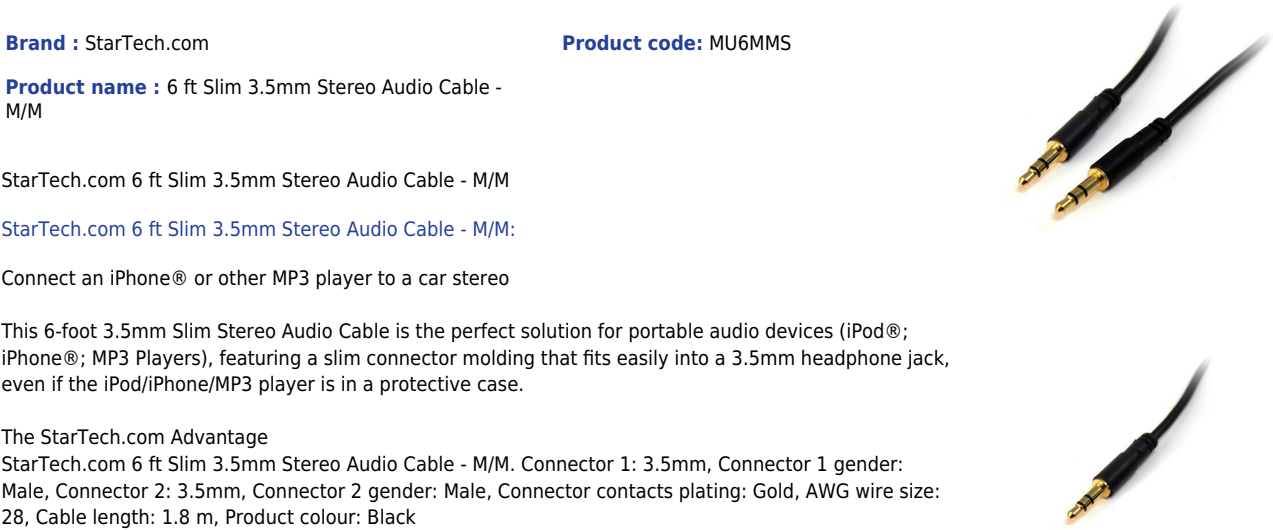 Brand : StarTech.com
Product code: MU6MMS
Product name : 6 ft Slim 3.5mm Stereo Audio Cable -
M/M
StarTech.com 6 ft Slim 3.5mm Stereo Audio Cable - M/M
StarTech.com 6 ft Slim 3.5mm Stereo Audio Cable - M/M:
Connect an iPhone® or other MP3 player to a car stereo
This 6-foot 3.5mm Slim Stereo Audio Cable is the perfect solution for portable audio devices (iPod®;
iPhone®; MP3 Players), featuring a slim connector molding that fits easily into a 3.5mm headphone jack,
even if the iPod/iPhone/MP3 player is in a protective case.
The StarTech.com Advantage
StarTech.com 6 ft Slim 3.5mm Stereo Audio Cable - M/M. Connector 1: 3.5mm, Connector 1 gender:
Male, Connector 2: 3.5mm, Connector 2 gender: Male, Connector contacts plating: Gold, AWG wire size:
28, Cable length: 1.8 m, Product colour: Black